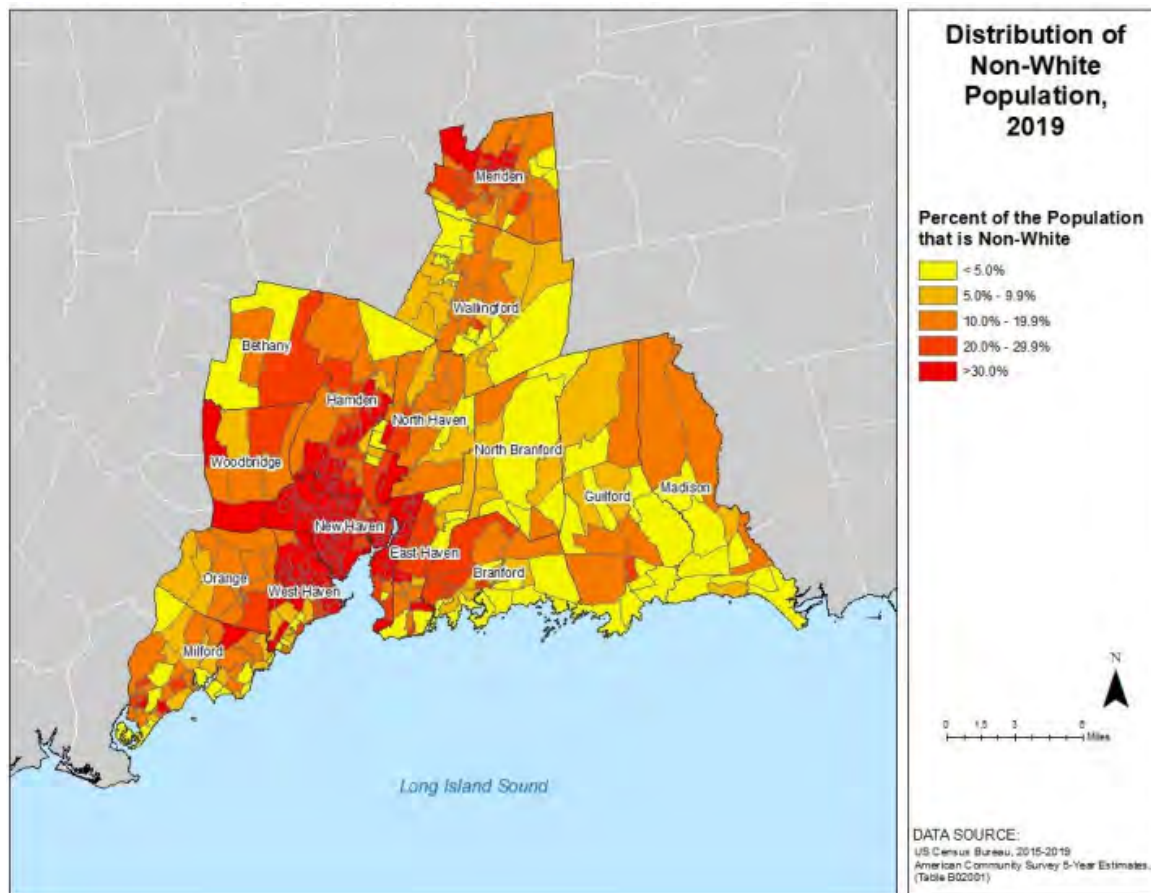 Distribution of
Non-White
Population,
2019
Percent of the Population
that is Non-White
< 5.0%
5.0% - 9.9%
10.0% - 19.9%
20.0% - 29.9%
>30.0%
Meriden
Wallingford
Bethany
Hamden
North Haven
Woodbridge
North Branford
Guilford
Madison
New Haven
East Haven
Branford
Orange
West Haven
Milford
Long Island Sound
N
0 1.5 3 6
Miles
DATA SOURCE:
US Census Bureau, 2015-2019
American Community Survey 5-Year Estimates.
(Table B02001)